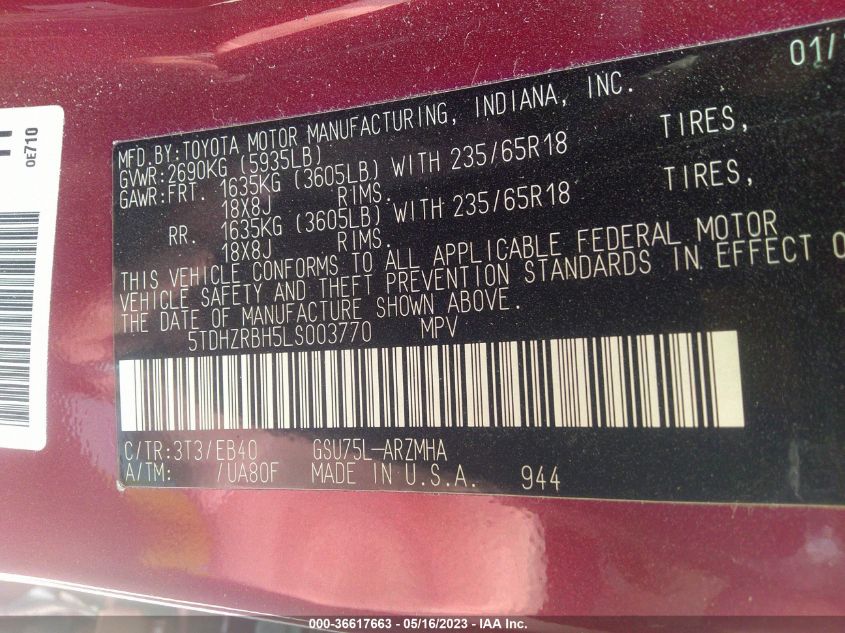 01/
MFD.BY:TOYOTA MOTOR MANUFACTURING, INDIANA, INC.
GVWR:2690KG (5935LB)
GAWR:FRT. 1635KG (3605LB) WITH 235/65R18 TIRES,
18X8J RIMS.
RR. 1635KG (3605LB) WITH 235/65R18 TIRES,
18X8J RIMS.
THIS VEHICLE CONFORMS TO ALL APPLICABLE FEDERAL MOTOR
VEHICLE SAFETY AND THEFT PREVENTION STANDARDS IN EFFECT O
THE DATE OF MANUFACTURE SHOWN ABOVE.
5TDHZRBH5LS003770 MPV
C/TR:3T3/EB40 GSU75L-ARZMHA
A/TM: /UA80F MADE IN U.S.A. 944
0E710
000-36617663 - 05/16/2023 - IAA Inc.